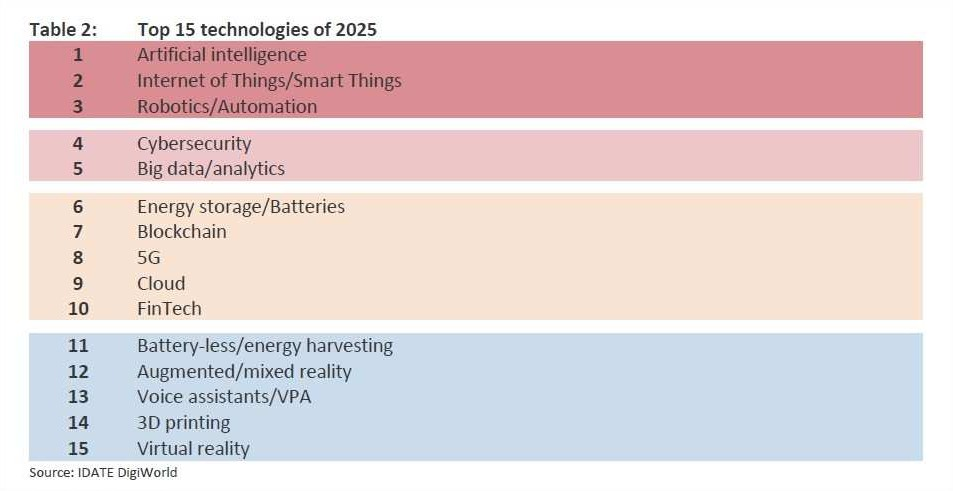 Table 2: Top 15 technologies of 2025
1 Artificial intelligence
2 Internet of Things/Smart Things
3 Robotics/Automation
4 Cybersecurity
5 Big data/analytics
6 Energy storage/Batteries
7 Blockchain
8 5G
9 Cloud
10 FinTech
11 Battery-less/energy harvesting
12 Augmented/mixed reality
13 Voice assistants/VPA
14 3D printing
15 Virtual reality
Source: IDATE DigiWorld